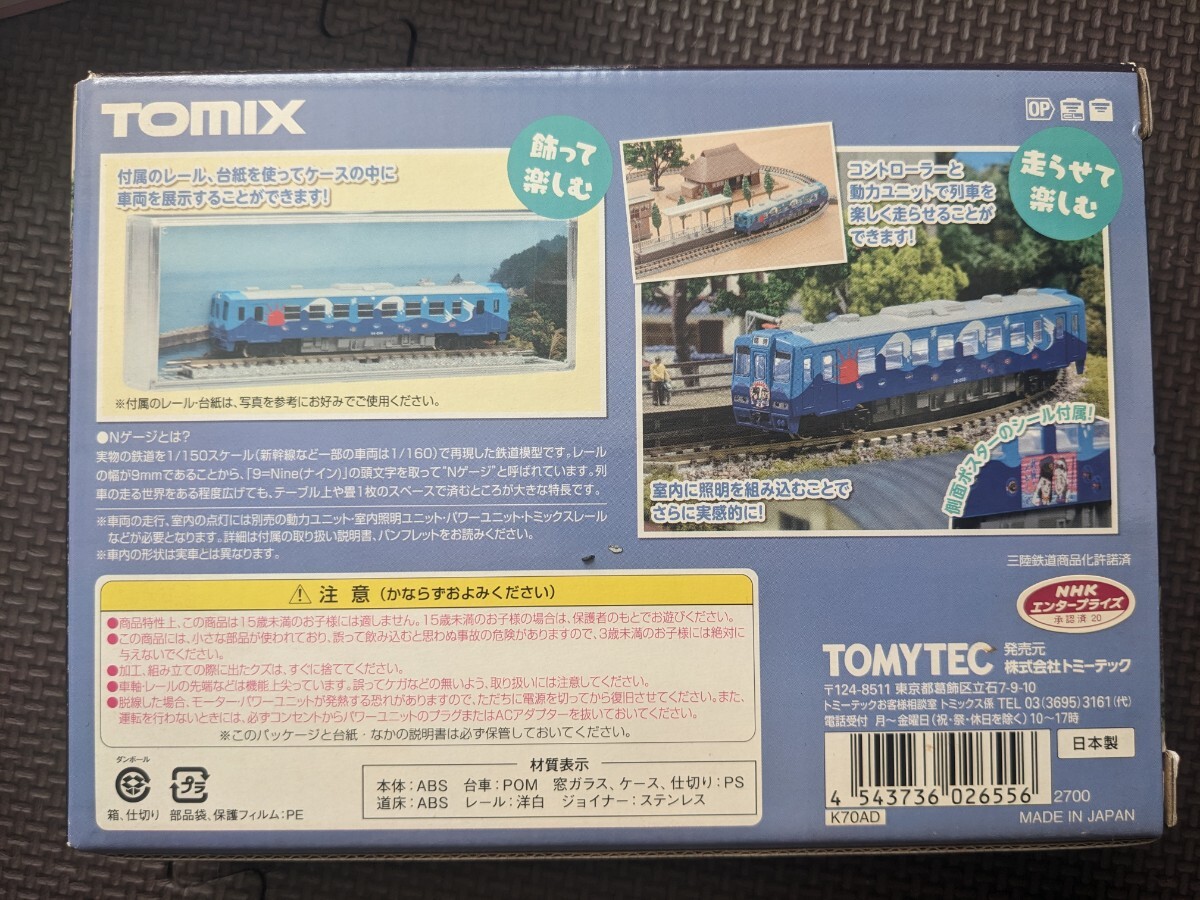 TOMIX
OP
CL
飾って
楽しむ
付属のレール、台紙を使ってケースの中に
車両を展示することができます!
※付属のレール・台紙は、写真を参考にお好みでご使用ください。
走らせて
楽しむ
コントローラーと
動力ユニットで列車を
楽しく走らせることが
できます!
室内に照明を組み込むことで
さらに実感的に!
側面ポスターのシール付属!
●Nゲージとは?
実物の鉄道を1/150スケール(新幹線など一部の車両は1/160)で再現した鉄道模型です。レール
の幅が9mmであることから、「9=Nine(ナイン)」の頭文字を取って"Nゲージ"と呼ばれています。列
車の走る世界をある程度広げても、テーブル上や畳1枚のスペースで済むところが大きな特長です。
※車両の走行、室内の点灯には別売の動力ユニット・室内照明ユニット・パワーユニット・トミックスレール
などが必要となります。詳細は付属の取り扱い説明書、パンフレットをお読みください。
※車内の形状は実車とは異なります。
三陸鉄道商品化許諾済
NHK
エンタープライズ
承認済 20
⚠ 注 意 (かならずおよみください)
●商品特性上、この商品は15歳未満のお子様には適しません。15歳未満のお子様の場合は、保護者のもとでお遊びください。
●この商品には、小さな部品が使われており、誤って飲み込むと思わぬ事故の危険がありますので、3歳未満のお子様には絶対に
与えないでください。
●加工、組み立ての際に出たクズは、すぐに捨ててください。
●車軸・レールの先端などは機能上尖っています。誤ってケガなどの無いよう、取り扱いには注意してください。
●脱線した場合、モーター・パワーユニットが発熱する恐れがありますので、ただちに電源を切ってから復旧させてください。また、
運転を行わないときには、必ずコンセントからパワーユニットのプラグまたはACアダプターを抜いておいてください。
※このパッケージと台紙・なかの説明書は必ず保管しておいてください。
TOMYTEC 発売元
株式会社トミーテック
〒124-8511 東京都葛飾区立石7-9-10
トミーテックお客様相談室 トミックス係 TEL 03(3695)3161(代)
電話受付 月~金曜日(祝・祭・休日を除く)10~17時
ダンボール
プラ
箱、仕切り 部品袋、保護フィルム:PE
材質表示
本体:ABS 台車:POM 窓ガラス、ケース、仕切り:PS
道床:ABS レール:洋白 ジョイナー:ステンレス
日本製
4 543736 026556
2700
K70AD
MADE IN JAPAN